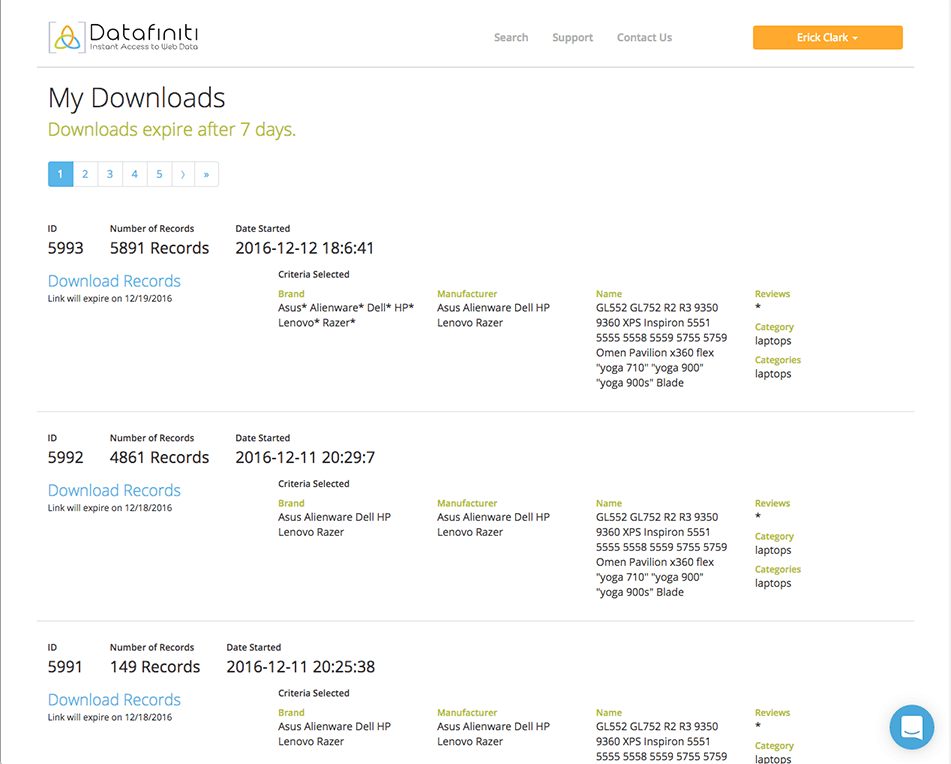 Datafiniti
Instant Access to Web Data
Search Support Contact Us Erick Clark
My Downloads
Downloads expire after 7 days.
1 2 3 4 5 〉 »
ID Number of Records Date Started
5993 5891 Records 2016-12-12 18:6:41
Download Records
Link will expire on 12/19/2016
Criteria Selected
Brand
Asus* Alienware* Dell* HP*
Lenovo* Razer*
Manufacturer
Asus Alienware Dell HP
Lenovo Razer
Name
GL552 GL752 R2 R3 9350
9360 XPS Inspiron 5551
5555 5558 5559 5755 5759
Omen Pavilion x360 flex
"yoga 710" "yoga 900"
"yoga 900s" Blade
Reviews
*
Category
laptops
Categories
laptops
ID Number of Records Date Started
5992 4861 Records 2016-12-11 20:29:7
Download Records
Link will expire on 12/18/2016
Criteria Selected
Brand
Asus Alienware Dell HP
Lenovo Razer
Manufacturer
Asus Alienware Dell HP
Lenovo Razer
Name
GL552 GL752 R2 R3 9350
9360 XPS Inspiron 5551
5555 5558 5559 5755 5759
Omen Pavilion x360 flex
"yoga 710" "yoga 900"
"yoga 900s" Blade
Reviews
*
Category
laptops
Categories
laptops
ID Number of Records Date Started
5991 149 Records 2016-12-11 20:25:38
Download Records
Link will expire on 12/18/2016
Criteria Selected
Brand
Asus Alienware Dell HP
Lenovo Razer
Manufacturer
Asus Alienware Dell HP
Lenovo Razer
Name
GL552 GL752 R2 R3 9350
9360 XPS Inspiron 5551
5555 5558 5559 5755 5759
Reviews
*
Category
laptops